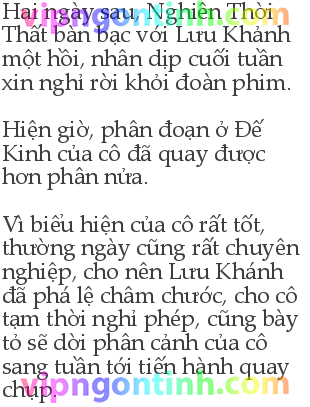 Hai ngày sau, Nghiên Thời
Thất bàn bạc với Lưu Khảnh
một hồi, nhân dịp cuối tuần
xin nghỉ rời khỏi đoàn phim.
Hiện giờ, phân đoạn ở Đế
Kinh của cô đã quay được
hơn phân nửa.
Vì biểu hiện của cô rất tốt,
thường ngày cũng rất chuyên
nghiệp, cho nên Lưu Khánh
đã phá lệ châm chước, cho cô
tạm thời nghỉ phép, cũng bày
tỏ sẽ dời phân cảnh của cô
sang tuần tới tiến hành quay
chụp.
vipngontinh.com
vipngontinh.com